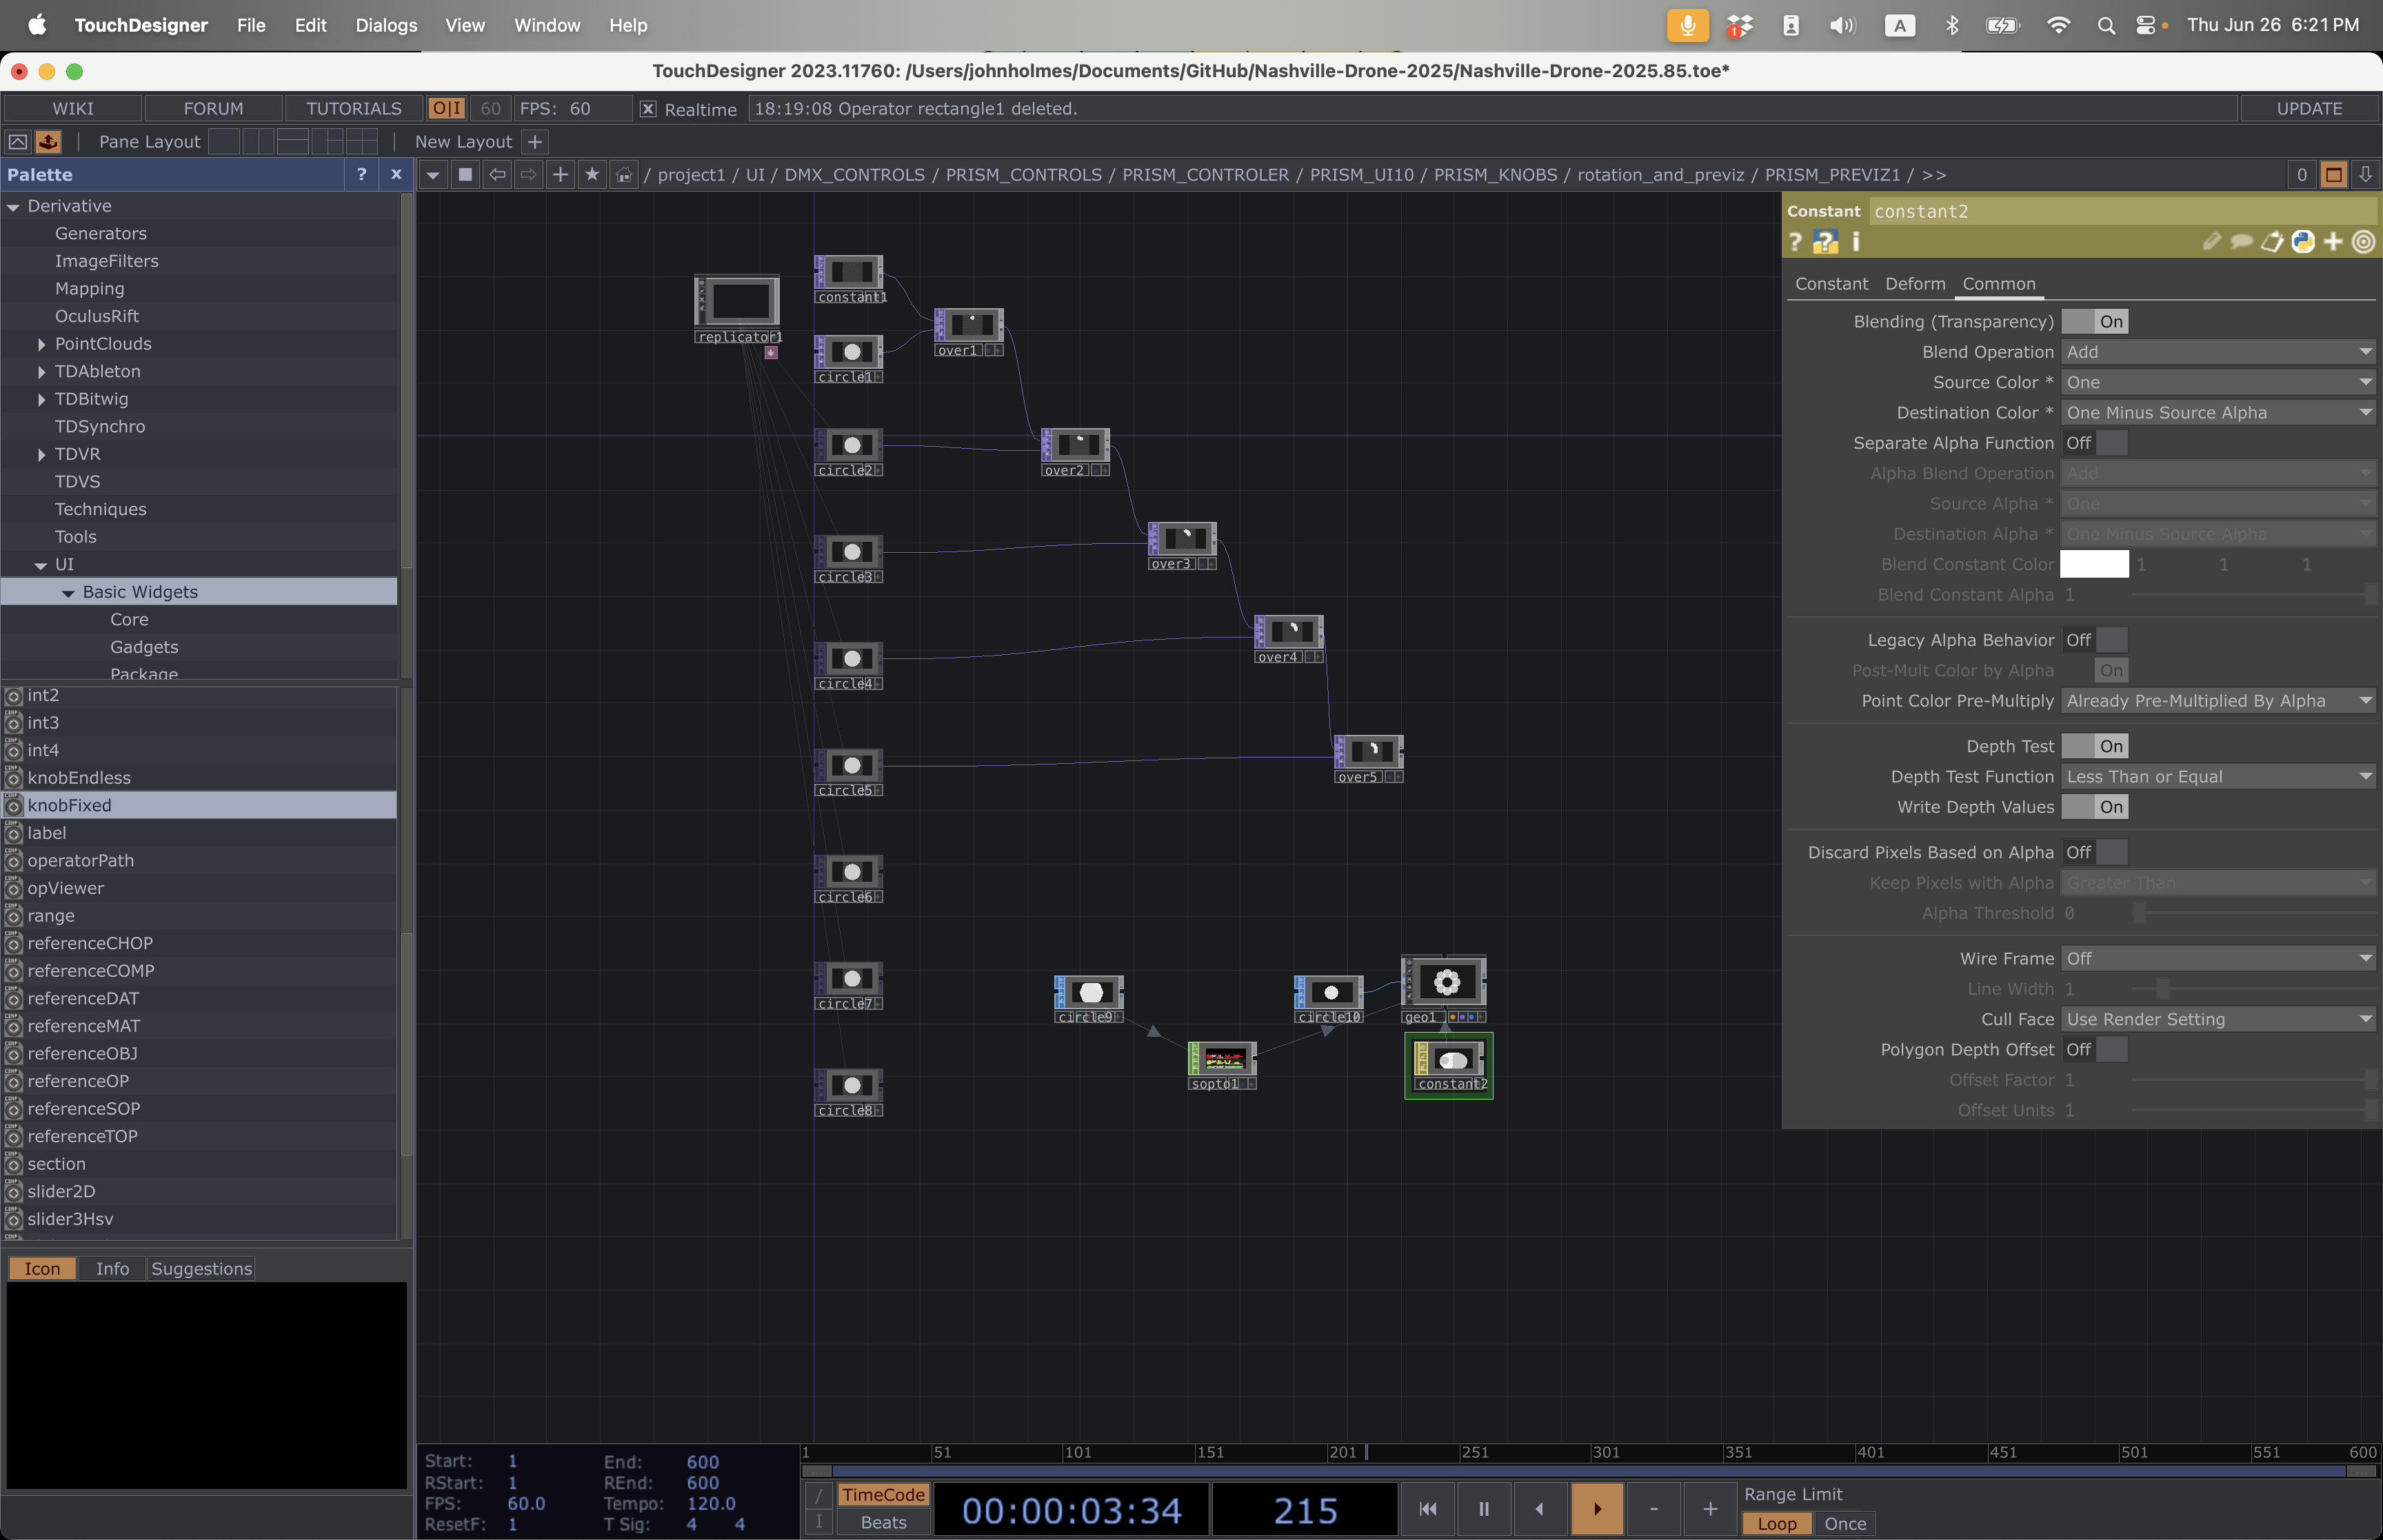 TouchDesigner File Edit Dialogs View Window Help
1 A Thu Jun 26 6:21 PM
TouchDesigner 2023.11760: /Users/johnholmes/Documents/GitHub/Nashville-Drone-2025/Nashville-Drone-2025.85.toe*
WIKI FORUM TUTORIALS O|I 60 FPS: 60 Realtime 18:19:08 Operator rectangle1 deleted. UPDATE
Pane Layout New Layout +
Palette ? x
/ project1 / UI / DMX_CONTROLS / PRISM_CONTROLS / PRISM_CONTROLER / PRISM_UI10 / PRISM_KNOBS / rotation_and_previz / PRISM_PREVIZ1 / >> 0
Derivative
Generators
ImageFilters
Mapping
OculusRift
PointClouds
TDAbleton
TDBitwig
TDSynchro
TDVR
TDVS
Techniques
Tools
UI
Basic Widgets
Core
Gadgets
Package
int2
int3
int4
knobEndless
knobFixed
label
operatorPath
opViewer
range
referenceCHOP
referenceCOMP
referenceDAT
referenceMAT
referenceOBJ
referenceOP
referenceSOP
referenceTOP
section
slider2D
slider3Hsv
Icon Info Suggestions
replicator1
constant1
circle1
over1
circle2
over2
circle3
over3
circle4
over4
circle5
over5
circle6
circle7
circle8
circle9
sopto1
circle10
geo1
constant2
Constant constant2
? ? i
Constant Deform Common
Blending (Transparency) On
Blend Operation Add
Source Color * One
Destination Color * One Minus Source Alpha
Separate Alpha Function Off
Alpha Blend Operation Add
Source Alpha * One
Destination Alpha * One Minus Source Alpha
Blend Constant Color 1 1 1
Blend Constant Alpha 1
Legacy Alpha Behavior Off
Post-Mult Color by Alpha On
Point Color Pre-Multiply Already Pre-Multiplied By Alpha
Depth Test On
Depth Test Function Less Than or Equal
Write Depth Values On
Discard Pixels Based on Alpha Off
Keep Pixels with Alpha Greater Than
Alpha Threshold 0
Wire Frame Off
Line Width 1
Cull Face Use Render Setting
Polygon Depth Offset Off
Offset Factor 1
Offset Units 1
Start: 1 End: 600
RStart: 1 REnd: 600
FPS: 60.0 Tempo: 120.0
ResetF: 1 T Sig: 4 4
1 51 101 151 201 251 301 351 401 451 501 551 600
/ TimeCode
I Beats
00:00:03:34 215
- +
Range Limit
Loop Once